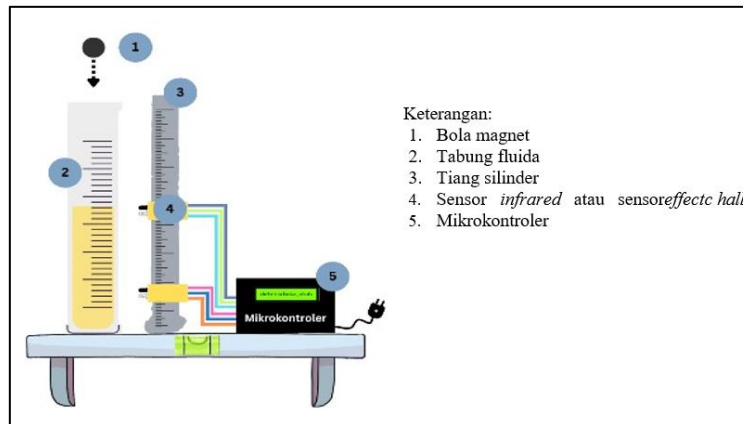 1
3
2
4
5
Mikrokontroler
Keterangan:
1. Bola magnet
2. Tabung fluida
3. Tiang silinder
4. Sensor infrared atau sensoreffectc hall
5. Mikrokontroler